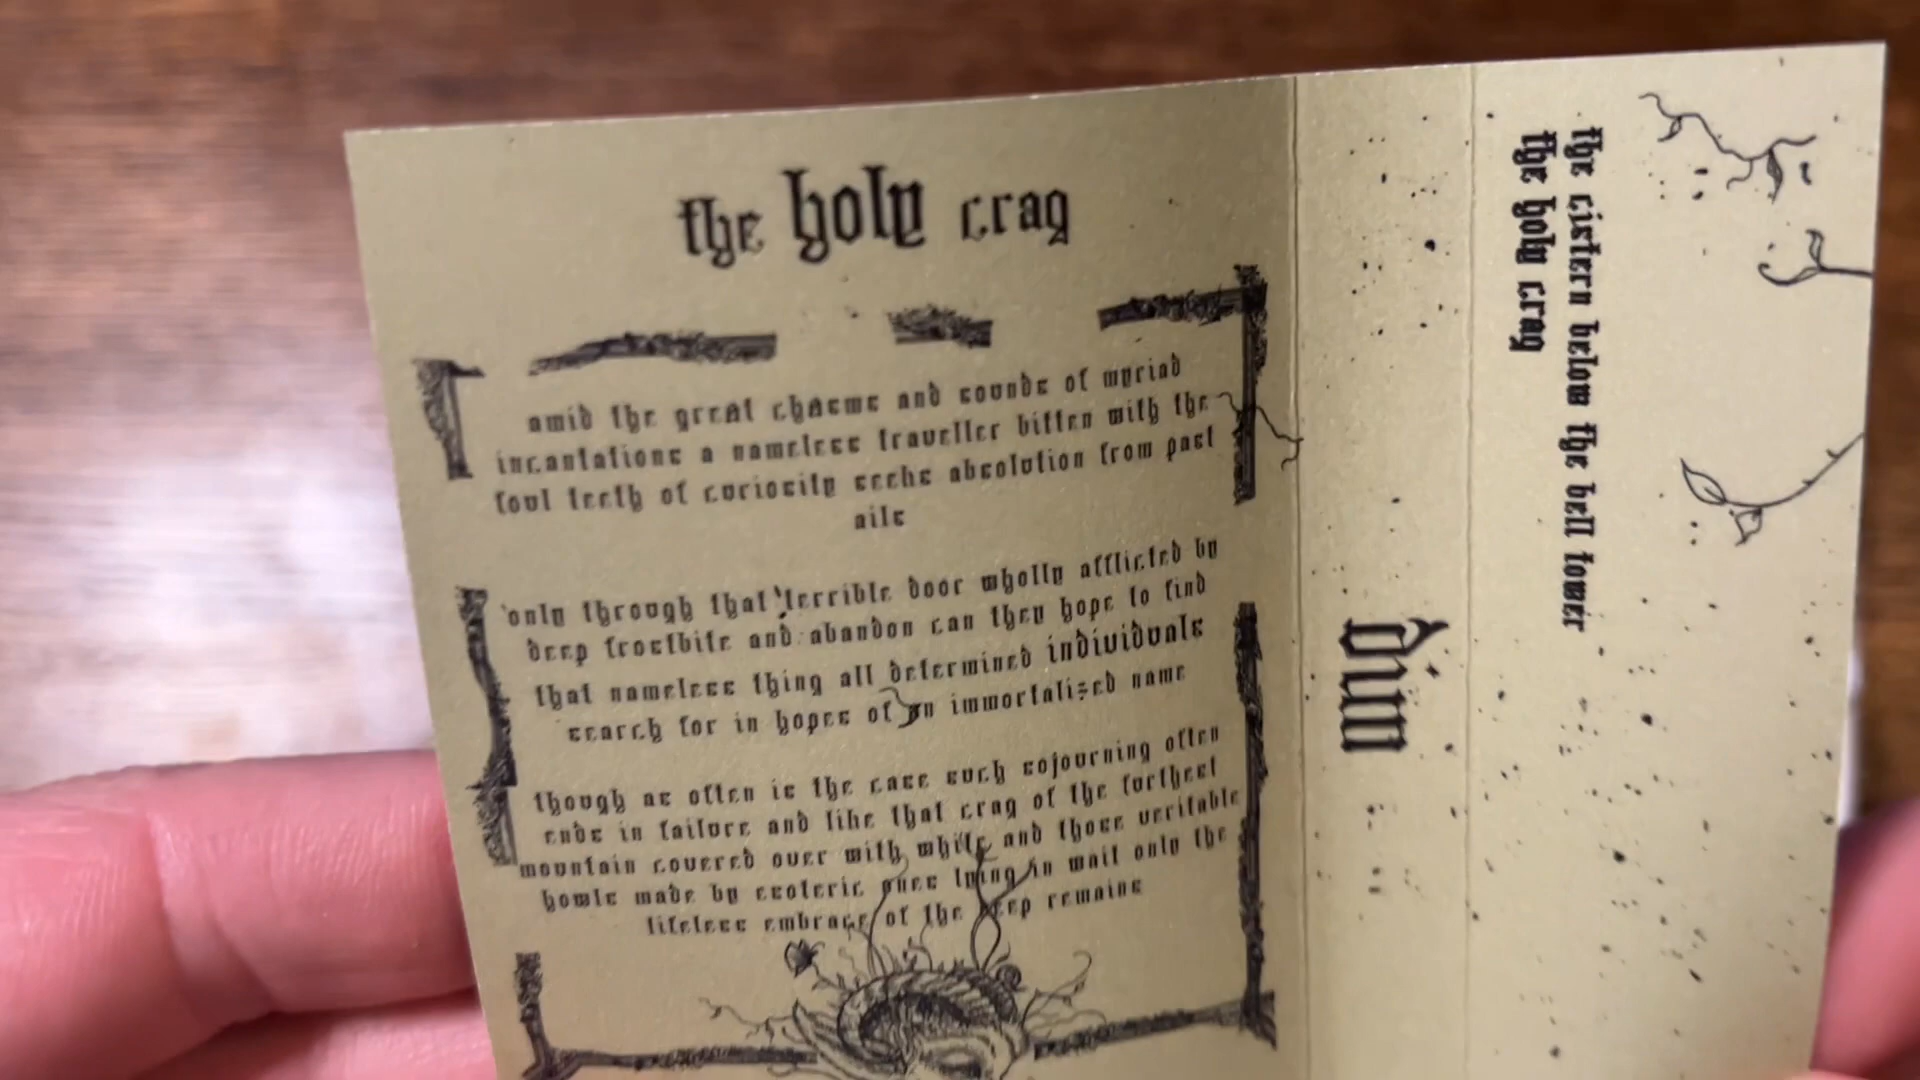 the holy crag
amid the great chasms and sounds of myriad
incantations a nameless traveller bitten with the
foul teeth of curiosity seeks absolution from past
ails
only through that terrible door wholly afflicted by
deep frostbite and abandon can they hope to find
that nameless thing all determined individuals
search for in hopes of an immortalized name
though as often is the case such sojourning often
ends in failure and like that crag of the furthest
mountain covered over with white and those veritable
howls made by esoteric ones lying in wait only the
lifeless embrace of the deep remains
dim
the cistern below the bell tower
the holy crag